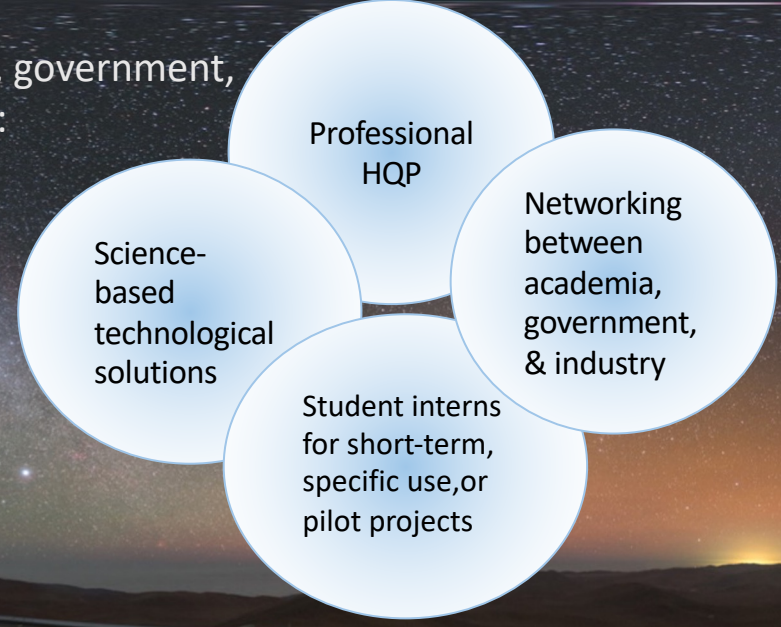 government,
:
Professional
HQP
Science-
based
technological
solutions
Networking
between
academia,
government,
& industry
Student interns
for short-term,
specific use,or
pilot projects